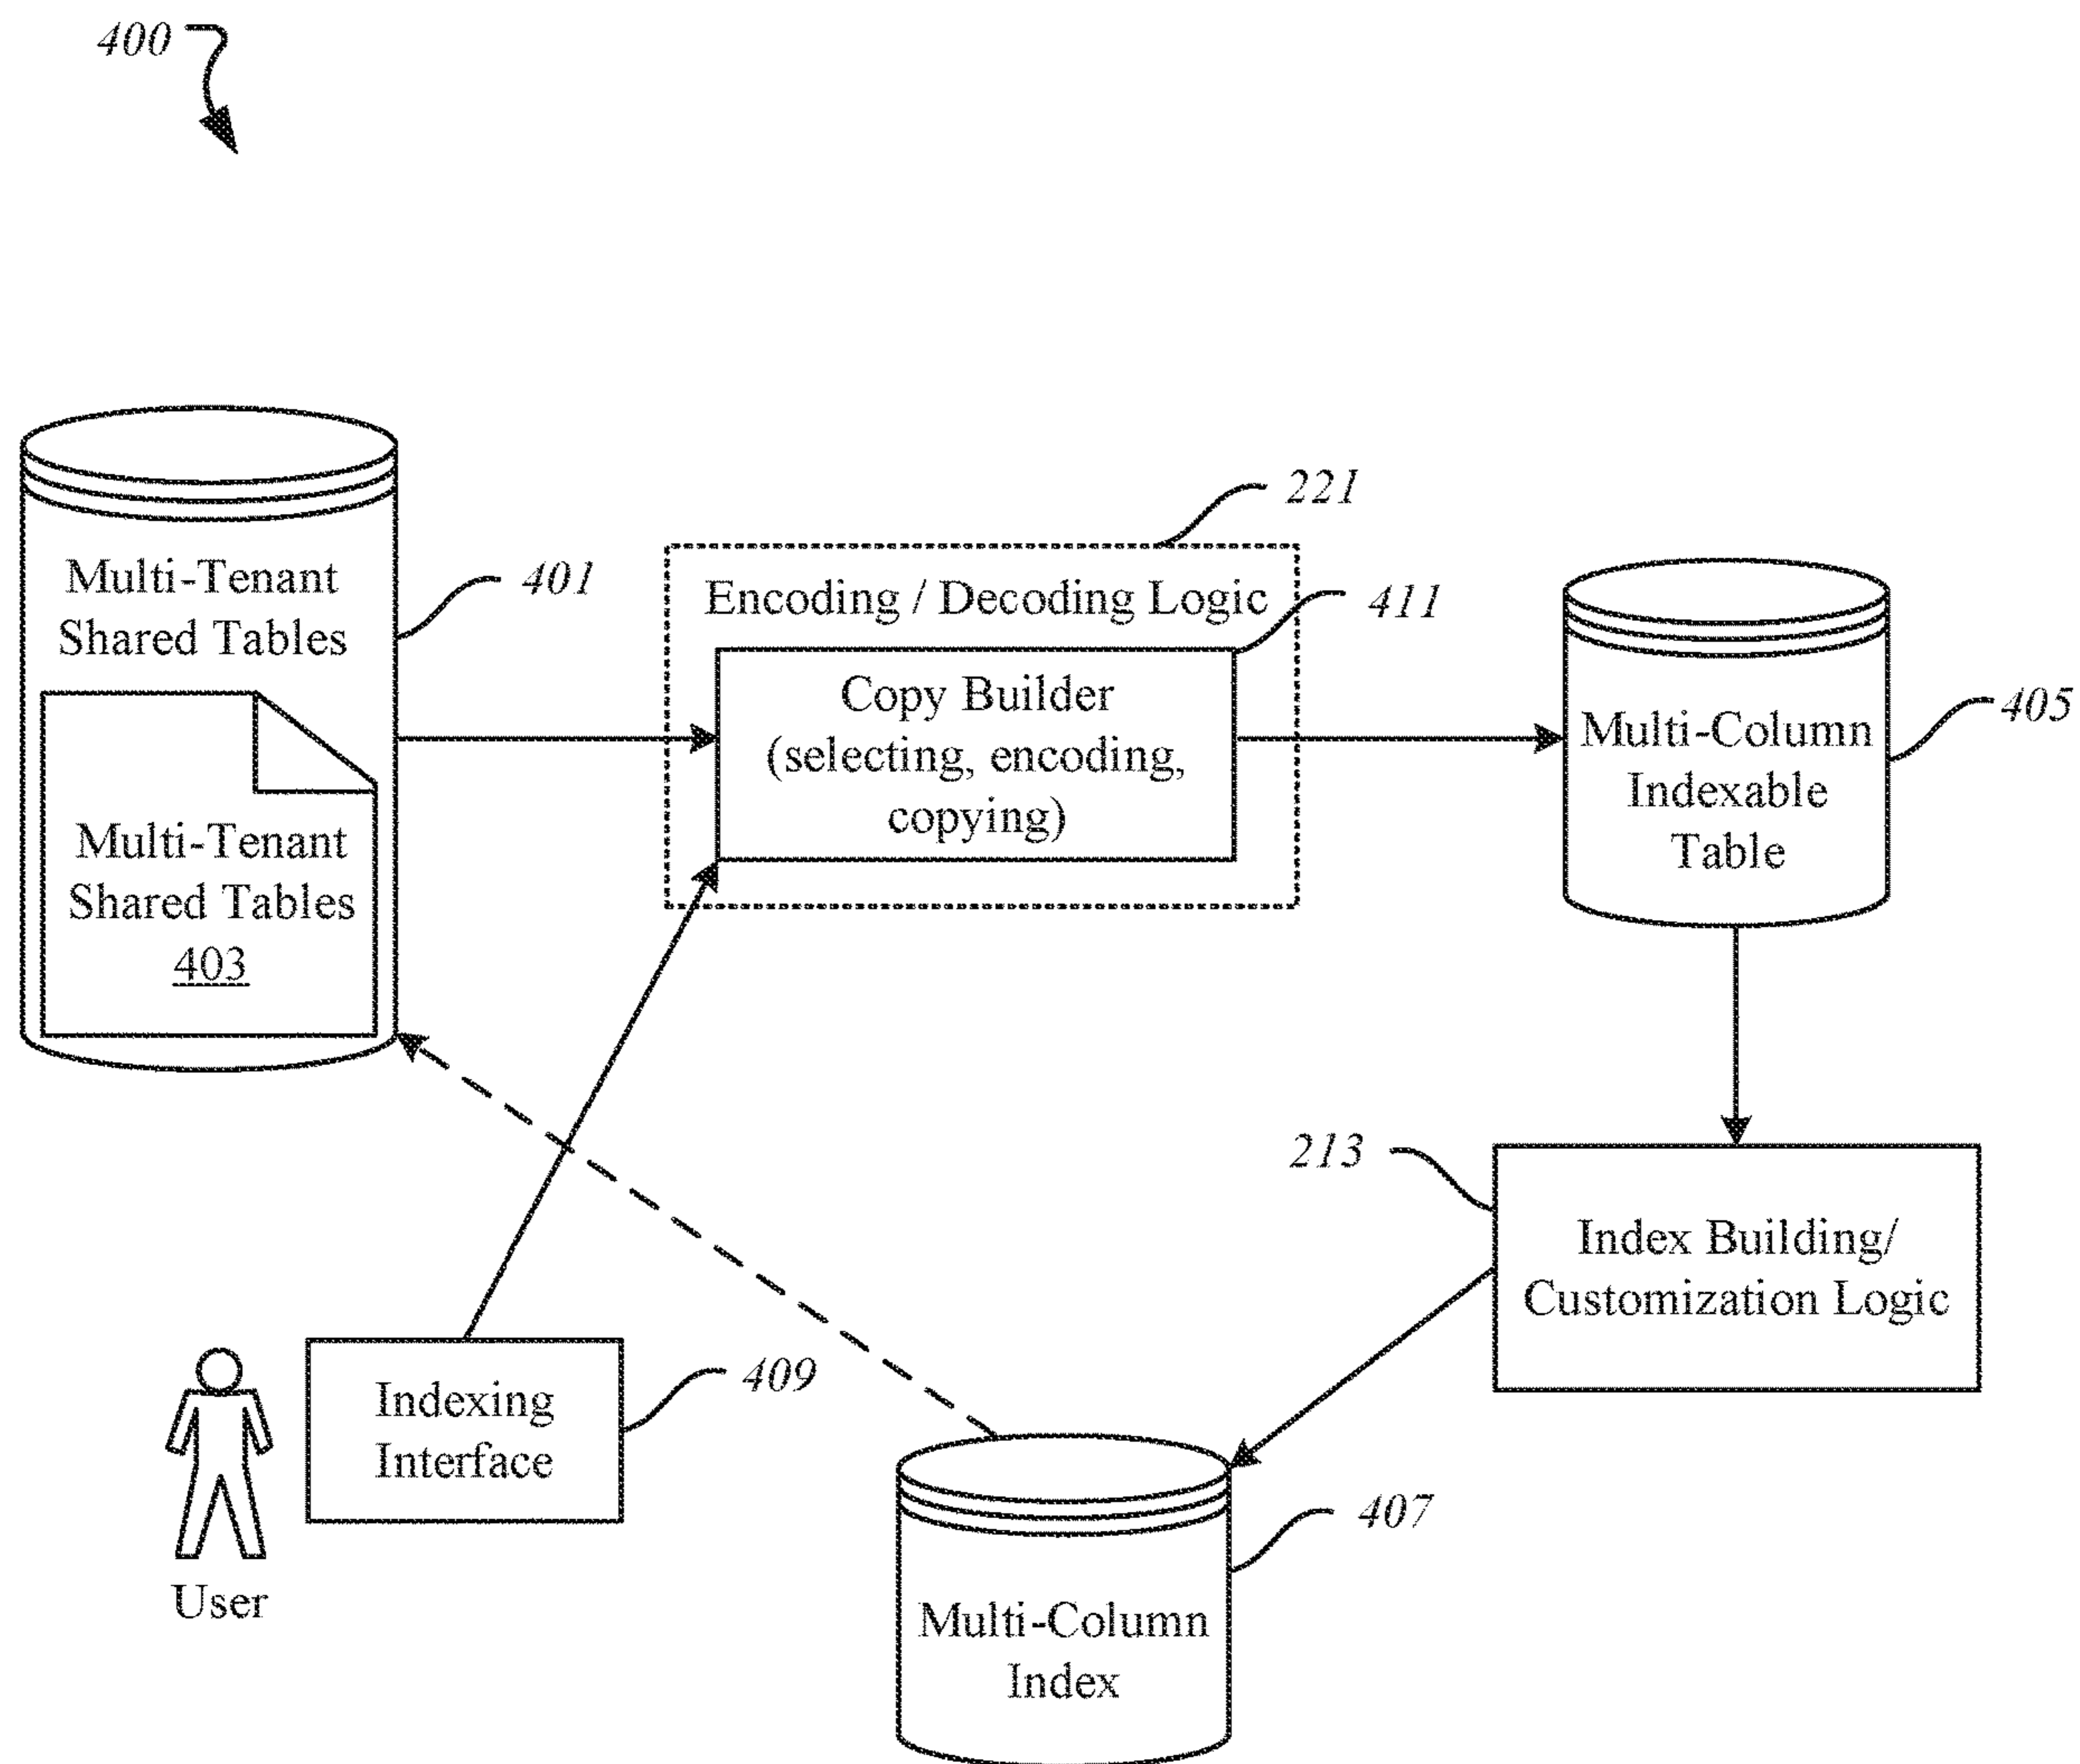 400
Multi-Tenant
Shared Tables
401
Multi-Tenant
Shared Tables
403
221
Encoding / Decoding Logic
411
Copy Builder
(selecting, encoding,
copying)
Multi-Column
Indexable
Table
405
213
Index Building/
Customization Logic
Indexing
Interface
409
User
Multi-Column
Index
407